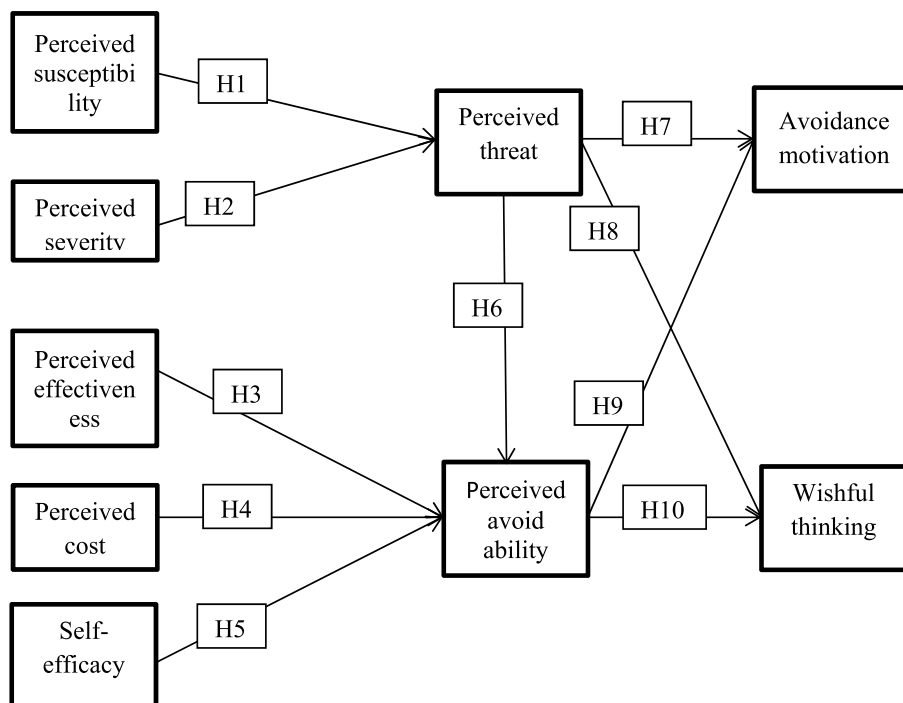 Perceived
susceptibi
lity
H1
Perceived
threat
H7
Avoidance
motivation
Perceived
severity
H2
H8
H6
Perceived
effectiven
ess
H3
H9
Perceived
cost
H4
Perceived
avoid
ability
H10
Wishful
thinking
Self-
efficacy
H5